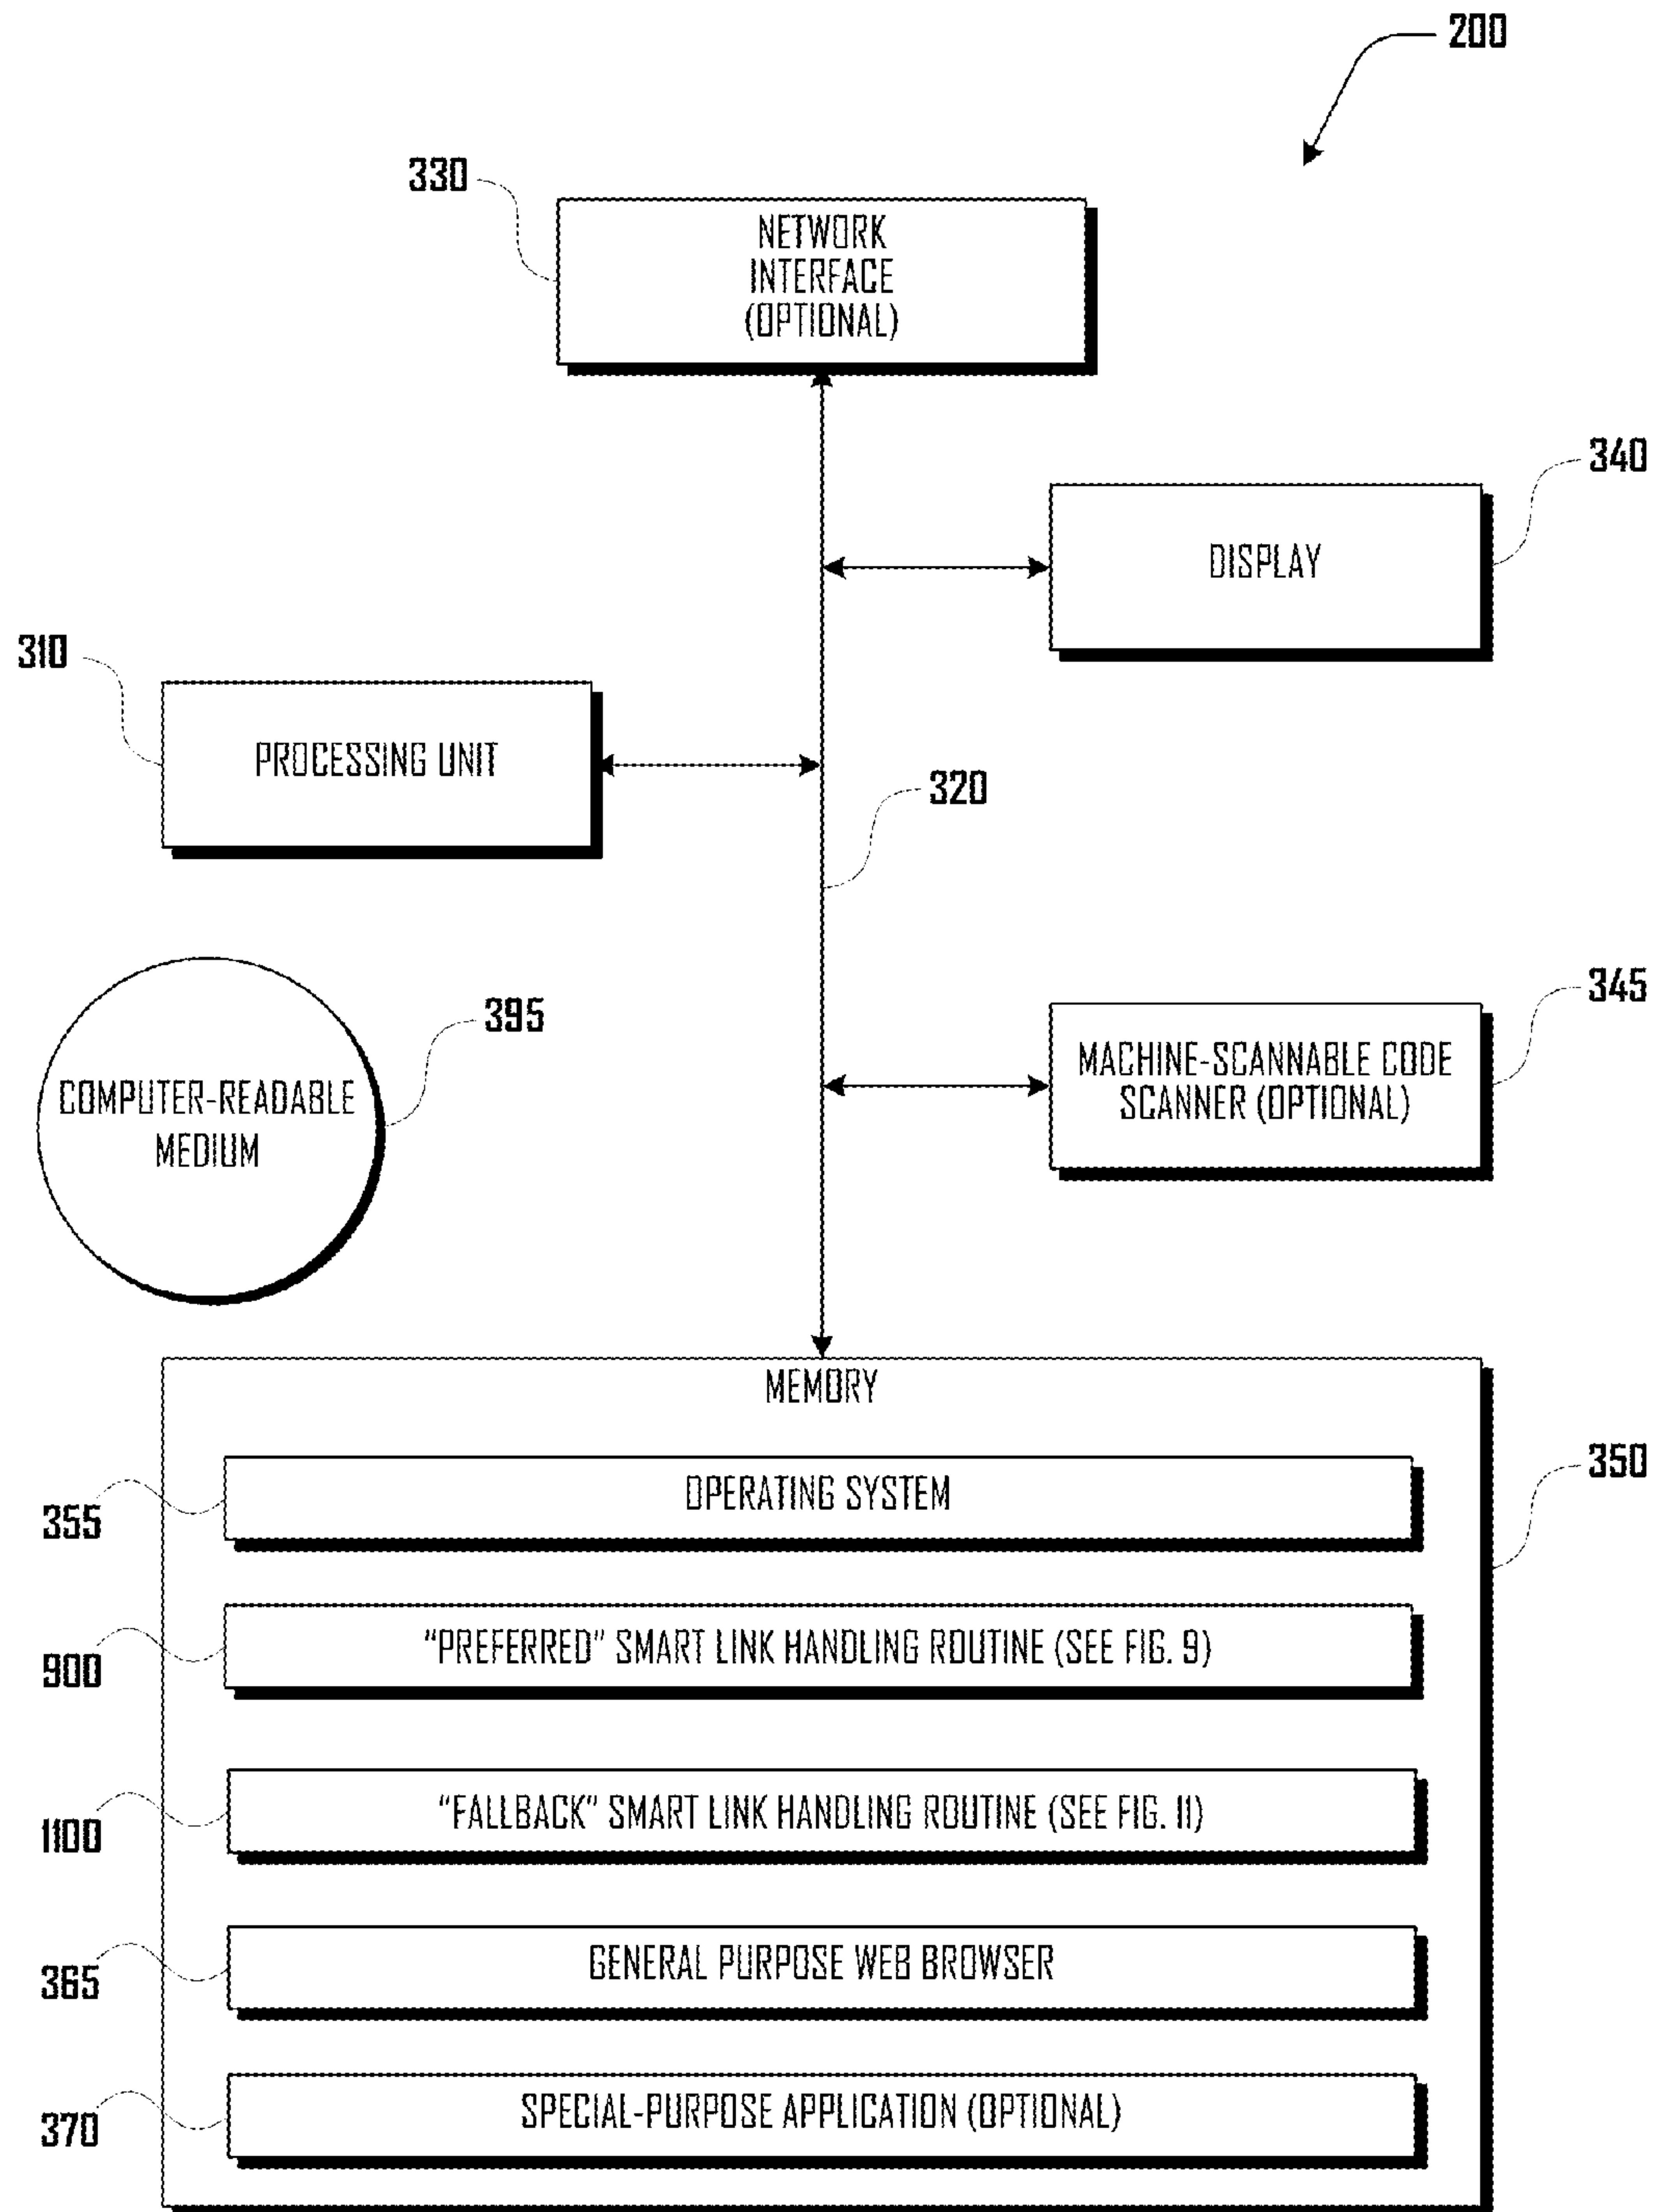 200
330
NETWORK
INTERFACE
(OPTIONAL)
340
DISPLAY
310
PROCESSING UNIT
320
395
COMPUTER-READABLE
MEDIUM
345
MACHINE-SCANNABLE CODE
SCANNER (OPTIONAL)
MEMORY
350
OPERATING SYSTEM
355
“PREFERRED” SMART LINK HANDLING ROUTINE (SEE FIG. 9)
900
“FALLBACK” SMART LINK HANDLING ROUTINE (SEE FIG. 11)
1100
GENERAL PURPOSE WEB BROWSER
365
SPECIAL-PURPOSE APPLICATION (OPTIONAL)
370